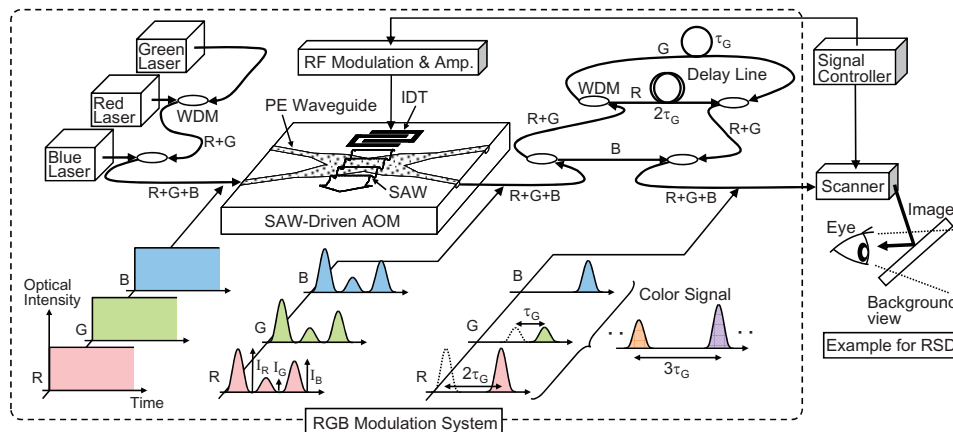 Green
Laser
Red
Laser
Blue
Laser
WDM
R+G
R+G+B
RF Modulation & Amp.
PE Waveguide
IDT
SAW
SAW-Driven AOM
R+G+B
R+G
WDM
G
τG
R
Delay Line
2τG
R+G
B
R+G+B
Signal
Controller
Scanner
Image
Eye
Background
view
Example for RSD
Optical
Intensity
B
G
R
Time
B
G
R
IR
IG
IB
B
G
τG
R
2τG
Color Signal
3τG
RGB Modulation System